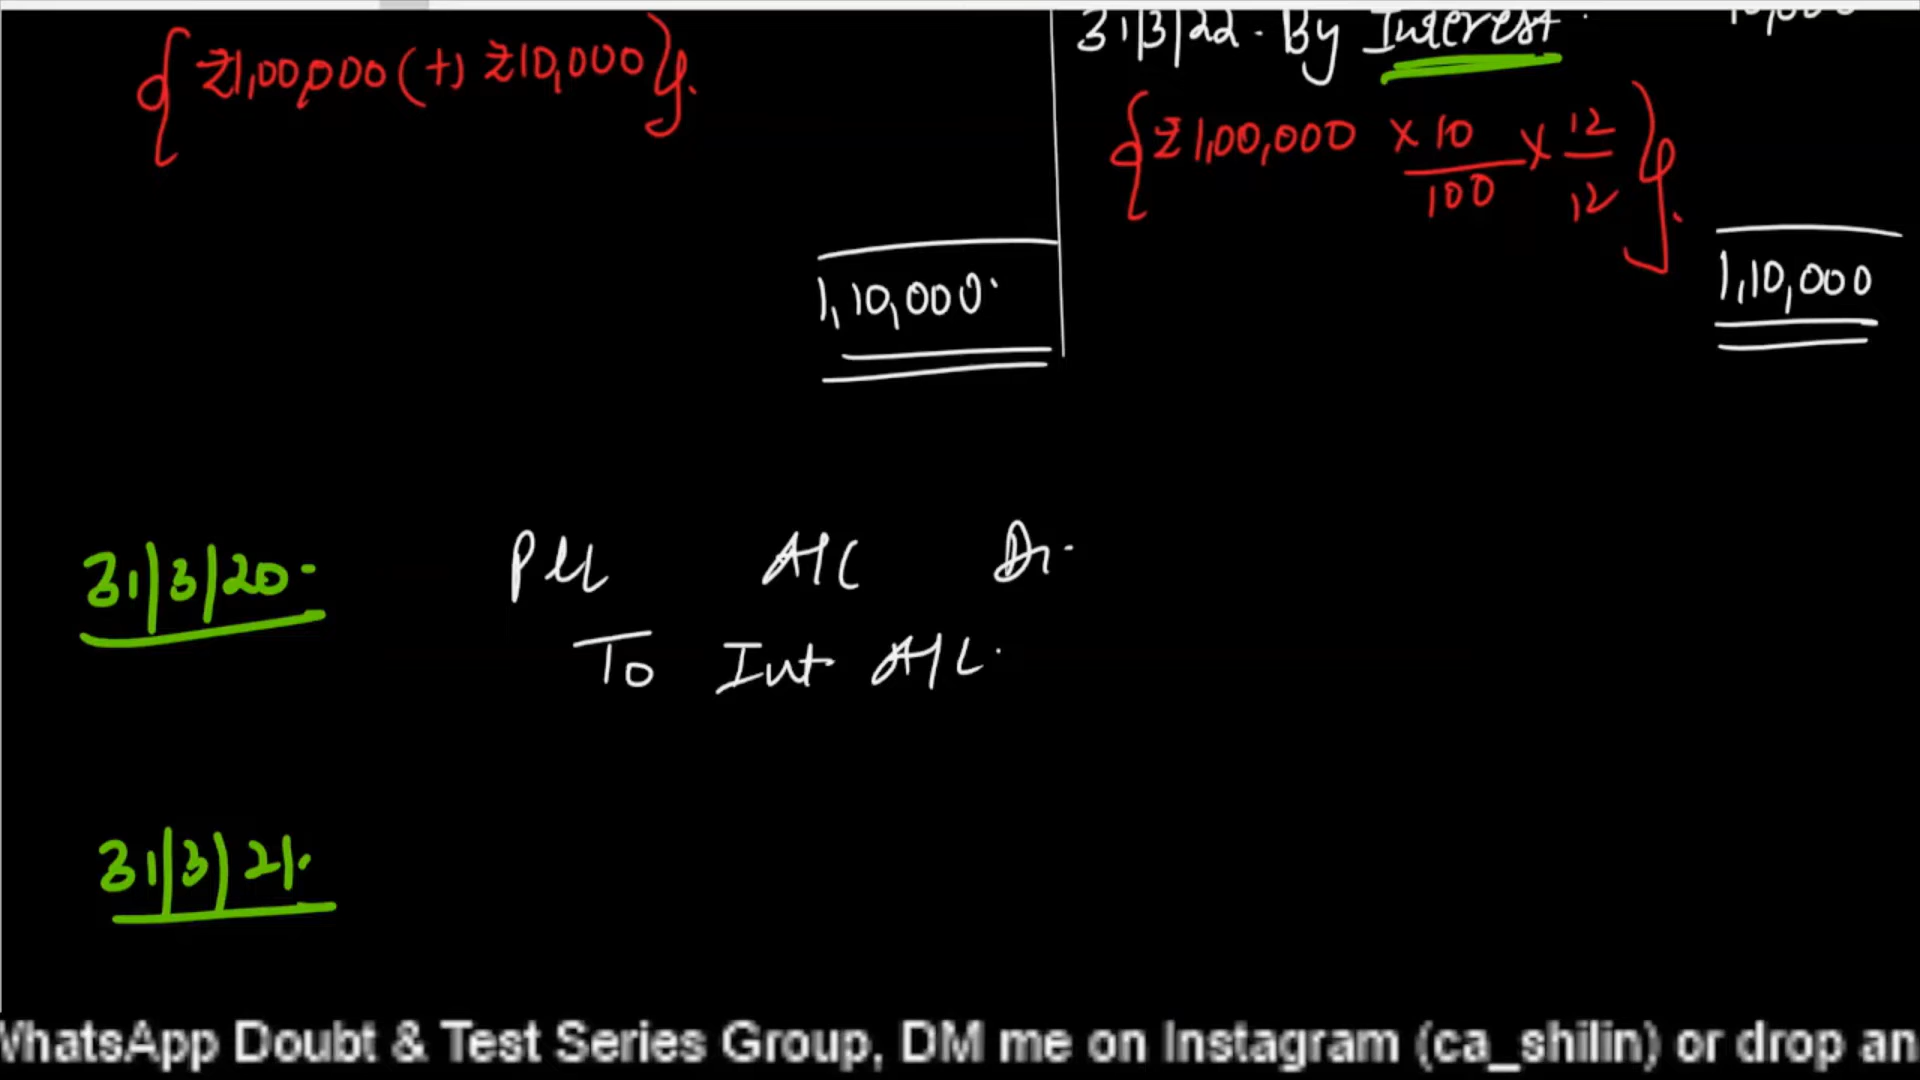 {₹1,00,000 (+) ₹10,000}.
1,10,000.
31/3/22. By Interest. 10,000
{₹1,00,000 × 10/100 × 12/12}.
1,10,000
31/3/20. P&L A/c Dr.
To Int A/c.
31/3/21.
WhatsApp Doubt & Test Series Group, DM me on Instagram (ca_shilin) or drop an